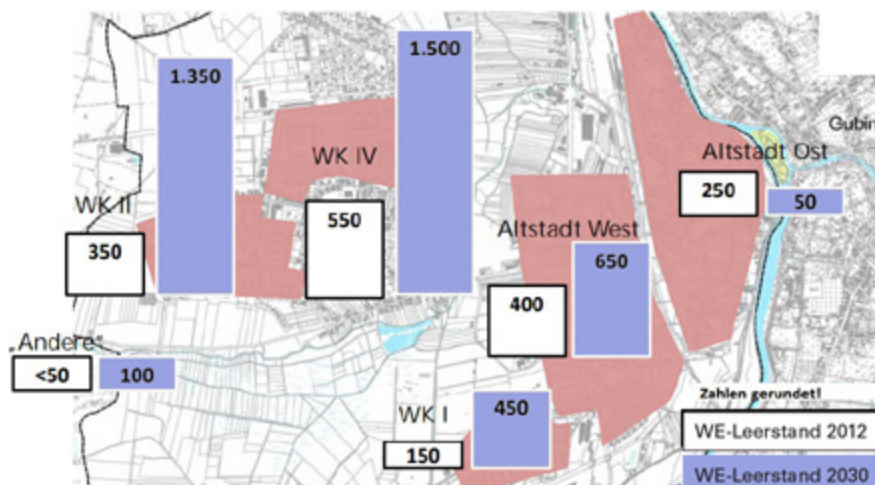 1.350
1.500
WK IV
Gubin
Altstadt Ost
250
50
WK II
350
550
Altstadt West
650
400
„Andere“
<50
100
WK I
450
150
Zahlen gerundet!
WE-Leerstand 2012
WE-Leerstand 2030